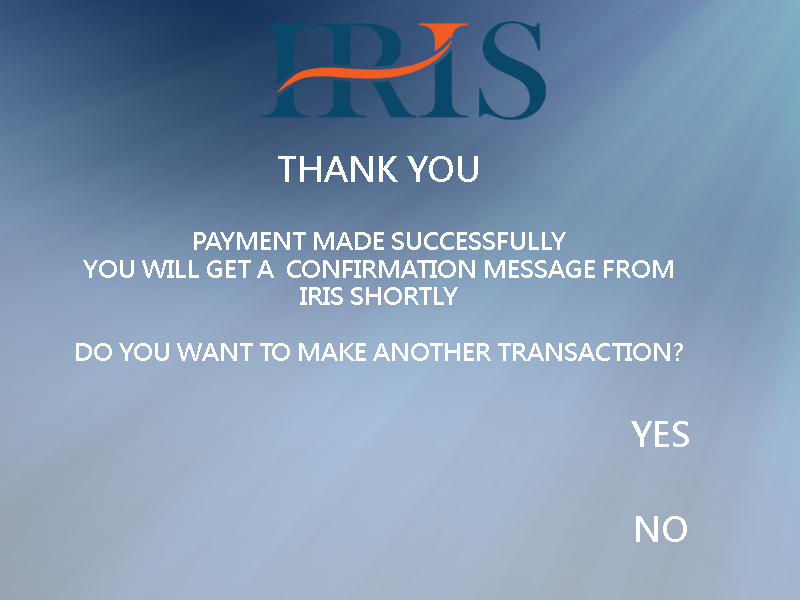 IRIS
THANK YOU
PAYMENT MADE SUCCESSFULLY
YOU WILL GET A  CONFIRMATION MESSAGE FROM
IRIS SHORTLY
DO YOU WANT TO MAKE ANOTHER TRANSACTION?
YES
NO